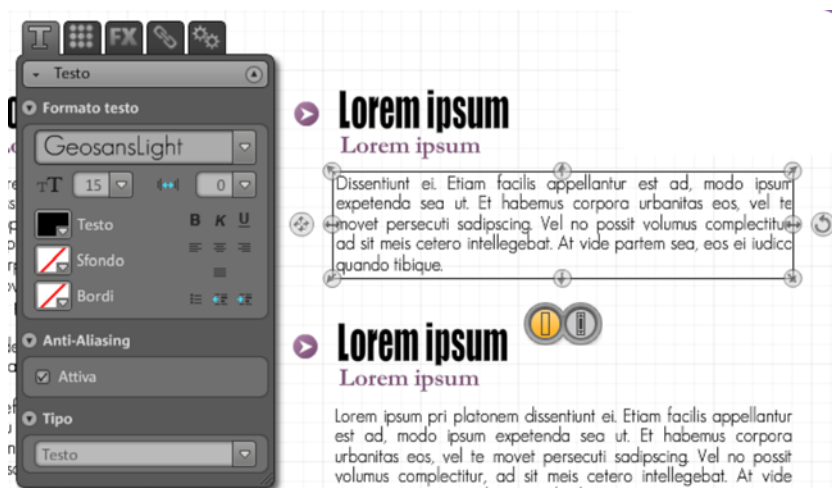 T FX
Testo
Formato testo
GeosansLight
TT 15 0
Testo B K U
Sfondo
Bordi
Anti-Aliasing
Attiva
Tipo
Testo
Lorem ipsum
Lorem ipsum
Dissentiunt ei. Etiam facilis appellantur est ad, modo ipsum
expetenda sea ut. Et habemus corpora urbanitas eos, vel te
movet persecuti sadipscing. Vel no possit volumus complectitur,
ad sit meis cetero intellegebat. At vide partem sea, eos ei iudico
quando tibique.
Lorem ipsum
Lorem ipsum
Lorem ipsum pri platonem dissentiunt ei. Etiam facilis appellantur
est ad, modo ipsum expetenda sea ut. Et habemus corpora
urbanitas eos, vel te movet persecuti sadipscing. Vel no possit
volumus complectitur, ad sit meis cetero intellegebat. At vide